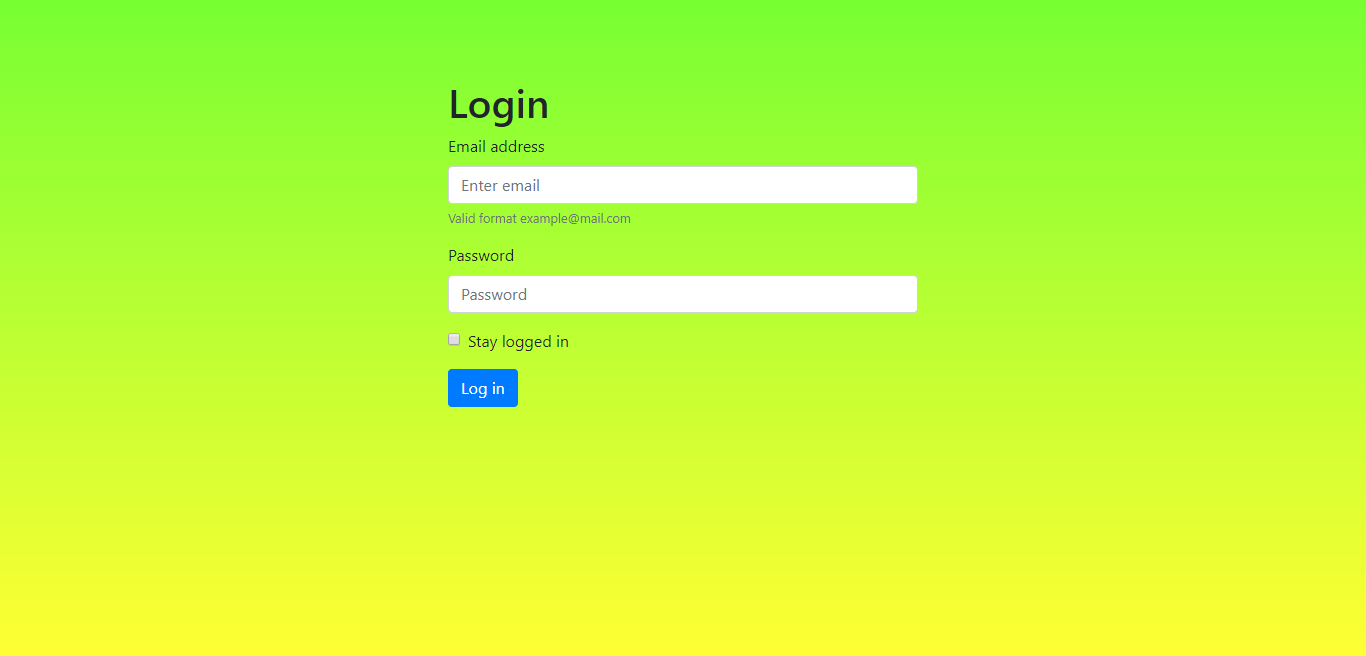 Login
Email address
Enter email
Valid format example@mail.com
Password
Password
Stay logged in
Log in